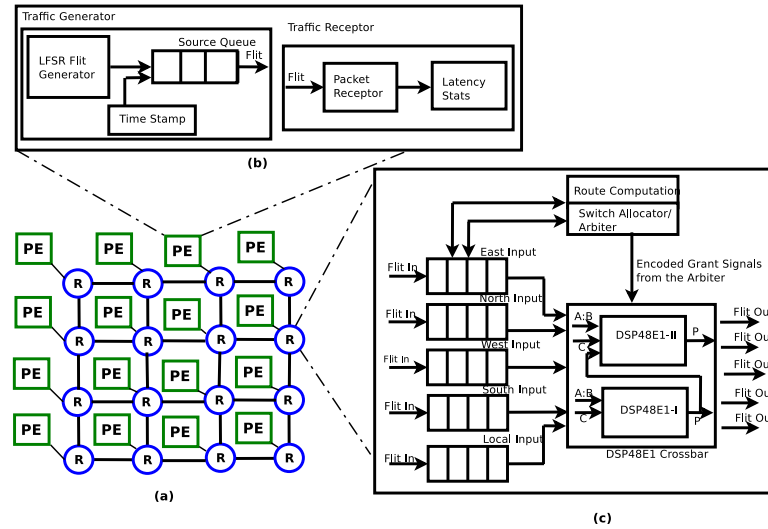 Traffic Generator
Traffic Receptor
Source Queue
LFSR Flit
Generator
Flit
Time Stamp
Flit
Packet
Receptor
Latency
Stats
(b)
PE
PE
PE
PE
R
R
R
R
PE
PE
PE
PE
R
R
R
R
PE
PE
PE
PE
R
R
R
R
PE
PE
PE
PE
R
R
R
R
(a)
Route Computation
Switch Allocator/
Arbiter
East Input
Flit In
Encoded Grant Signals
from the Arbiter
North Input
Flit In
West Input
Flit In
South Input
Flit In
Local Input
Flit In
A:B
C
DSP48E1-II
P
A:B
C
DSP48E1-I
P
DSP48E1 Crossbar
Flit Ou
Flit Ou
Flit Ou
Flit Ou
Flit Ou
(c)